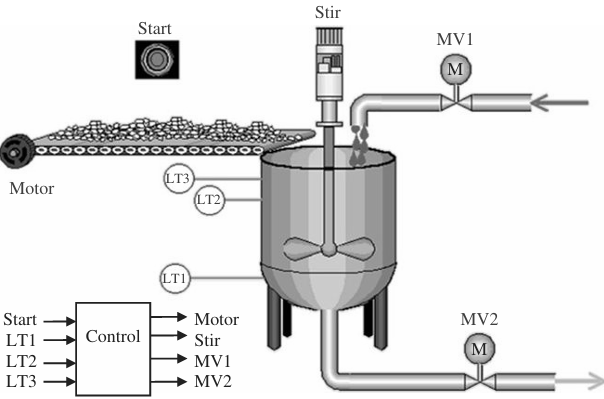 Stir
Start
MV1
M
LT3
LT2
Motor
LT1
Start
LT1
LT2
LT3
Control
Motor
Stir
MV1
MV2
MV2
M